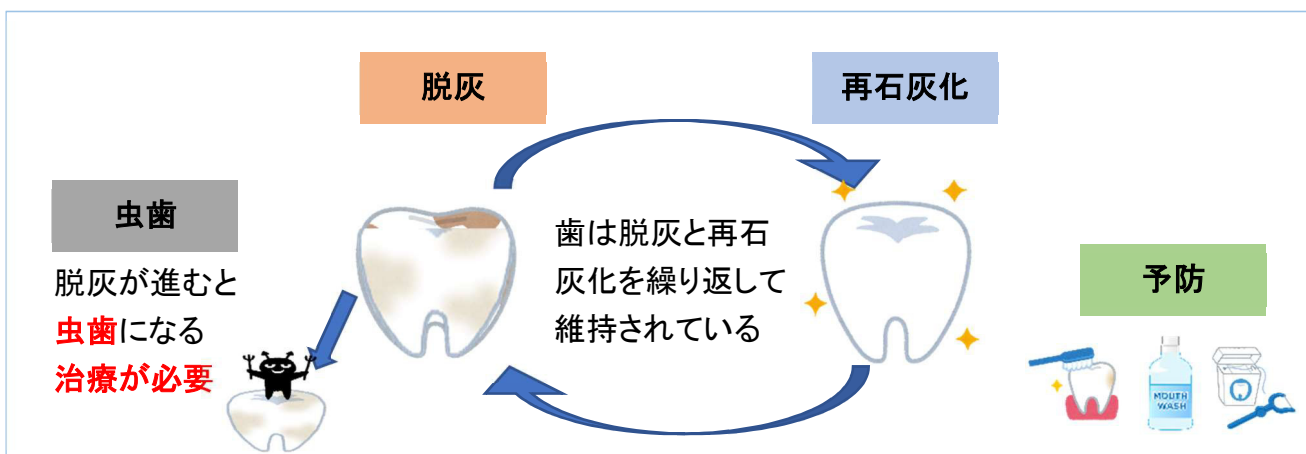 脱灰
再石灰化
虫歯
脱灰が進むと
虫歯になる
治療が必要
歯は脱灰と再石
灰化を繰り返して
維持されている
予防
MOUTH
WASH